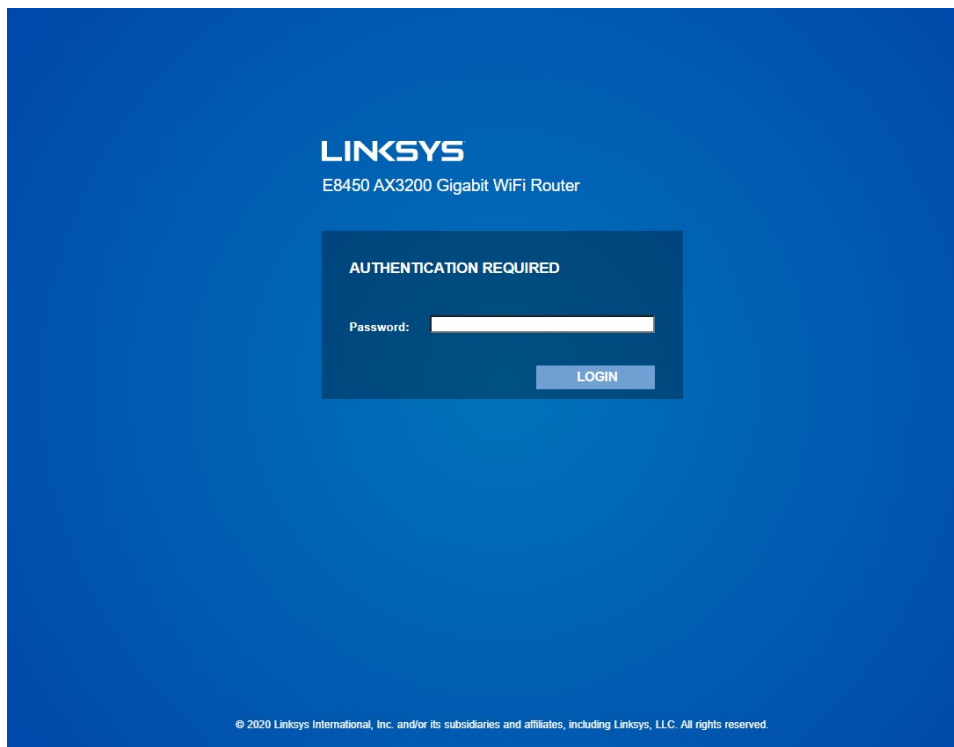 LINKSYS
E8450 AX3200 Gigabit WiFi Router
AUTHENTICATION REQUIRED
Password:
LOGIN
© 2020 Linksys International, Inc. and/or its subsidiaries and affiliates, including Linksys, LLC. All rights reserved.